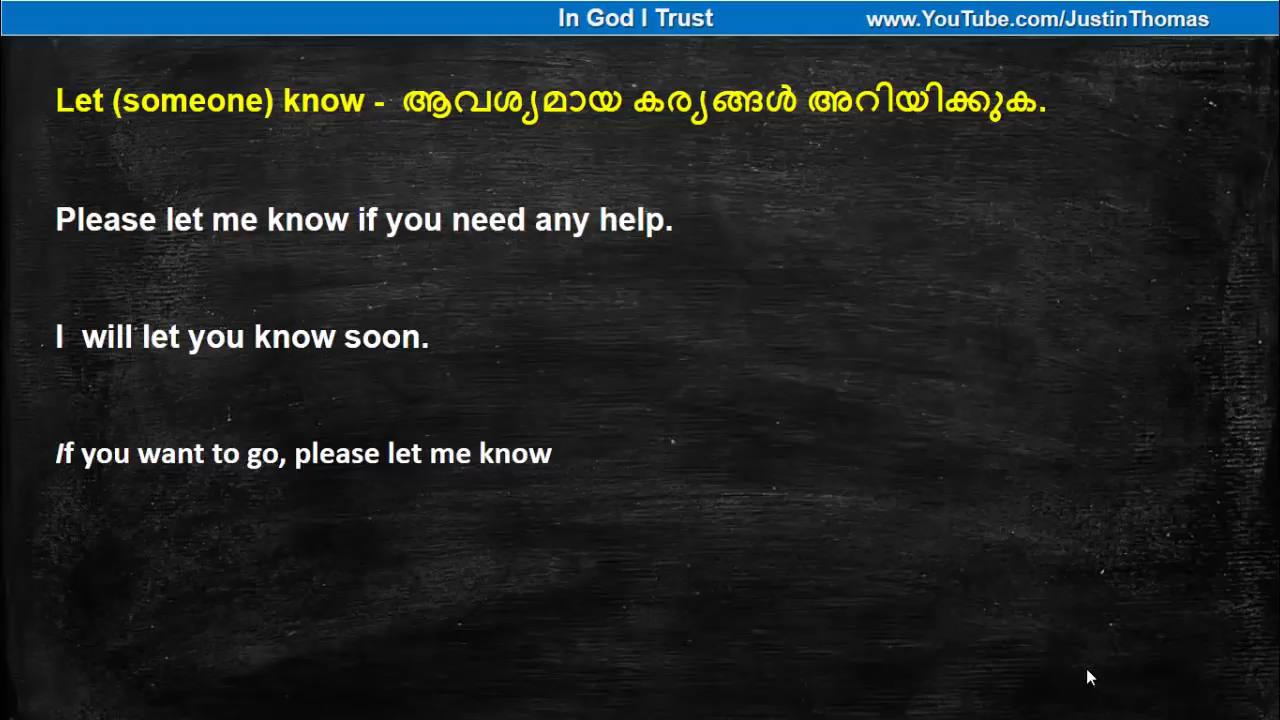 In God I Trust
www.YouTube.com/JustinThomas
Let (someone) know - ആവശ്യമായ കര്യങ്ങൾ അറിയിക്കുക.
Please let me know if you need any help.
I will let you know soon.
If you want to go, please let me know